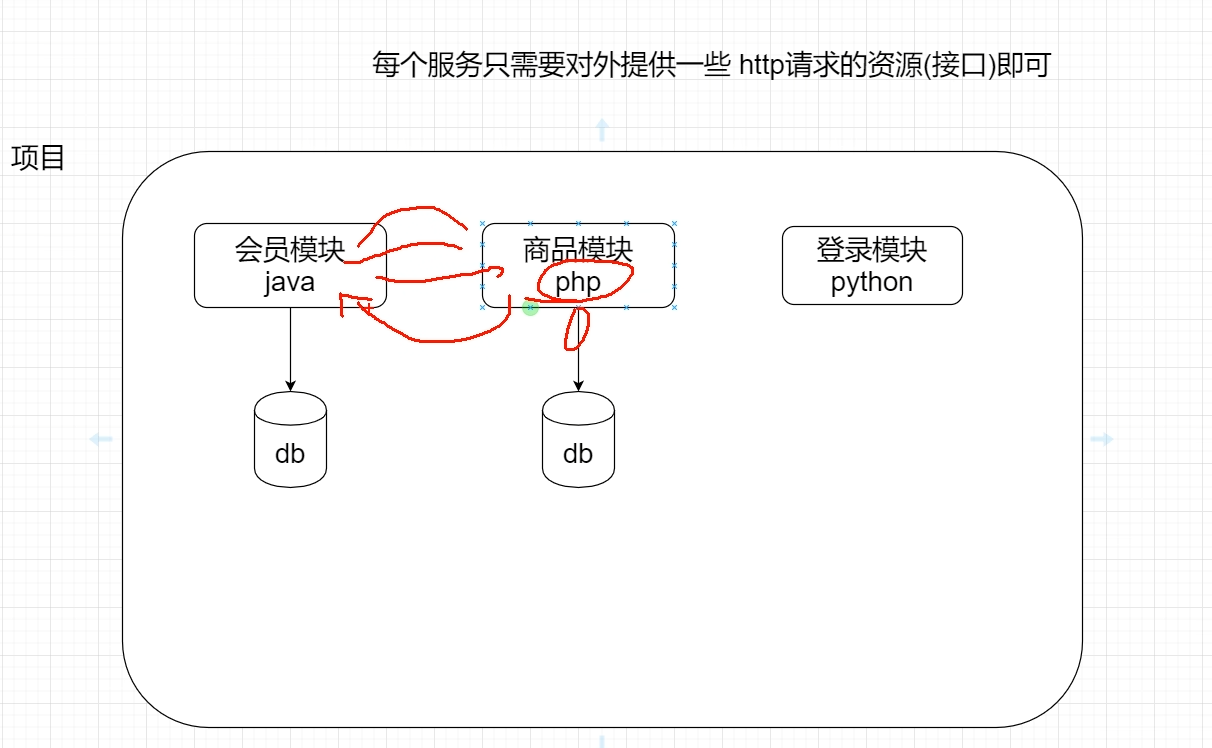 每个服务只需要对外提供一些 http请求的资源(接口)即可
项目
会员模块
java
商品模块
php
登录模块
python
db
db